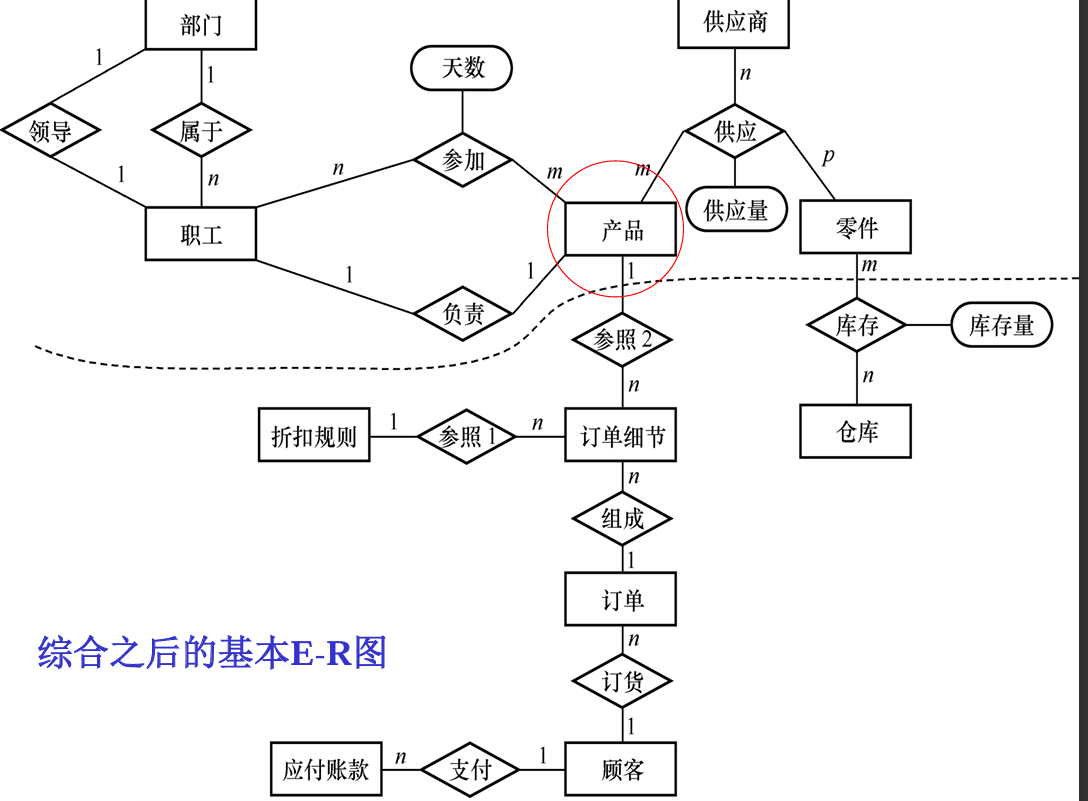 部门
供应商
1
1
天数
n
领导
属于
参加
供应
1
n
n
m
m
p
供应量
职工
产品
零件
1
1
1
m
负责
参照 2
库存
库存量
n
n
折扣规则
1
参照 1
n
订单细节
仓库
n
组成
1
订单
综合之后的基本E-R图
n
订货
1
应付账款
n
支付
1
顾客